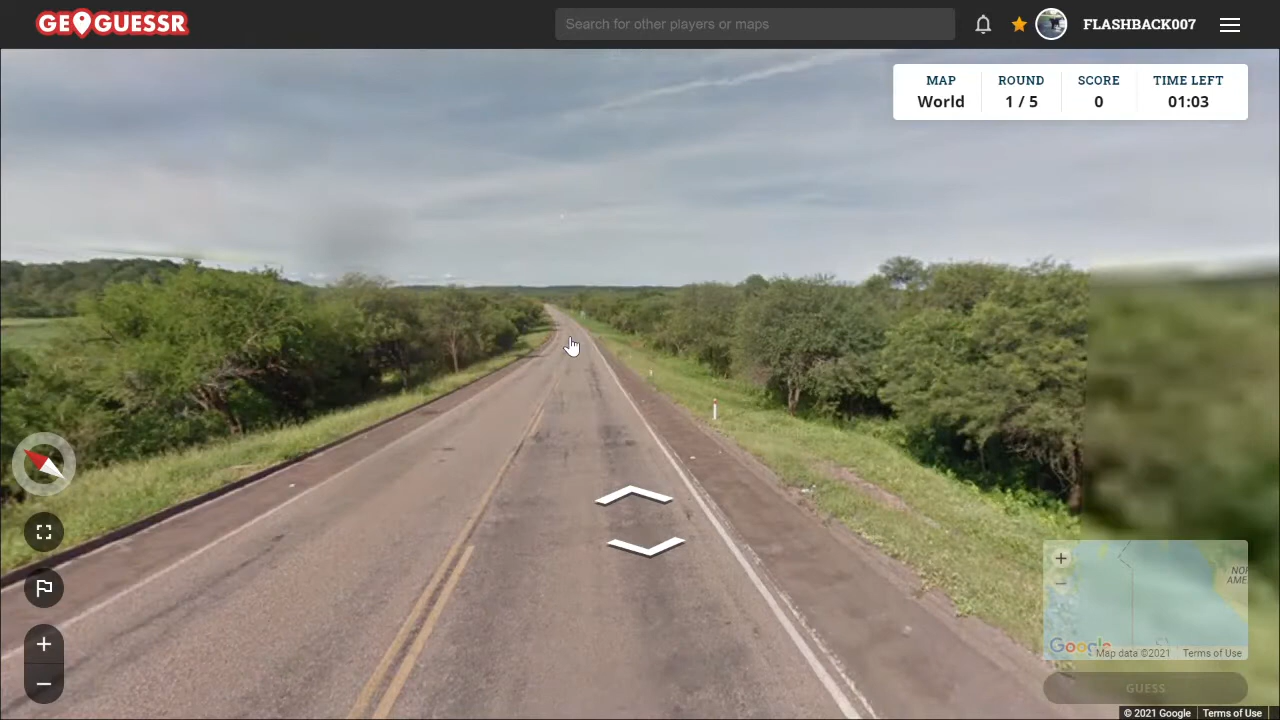 GEOGUESSR
Search for other players or maps
FLASHBACK007
MAP
World
ROUND
1 / 5
SCORE
0
TIME LEFT
01:03
Google
Map data ©2021
Terms of Use
GUESS
© 2021 Google
Terms of Use